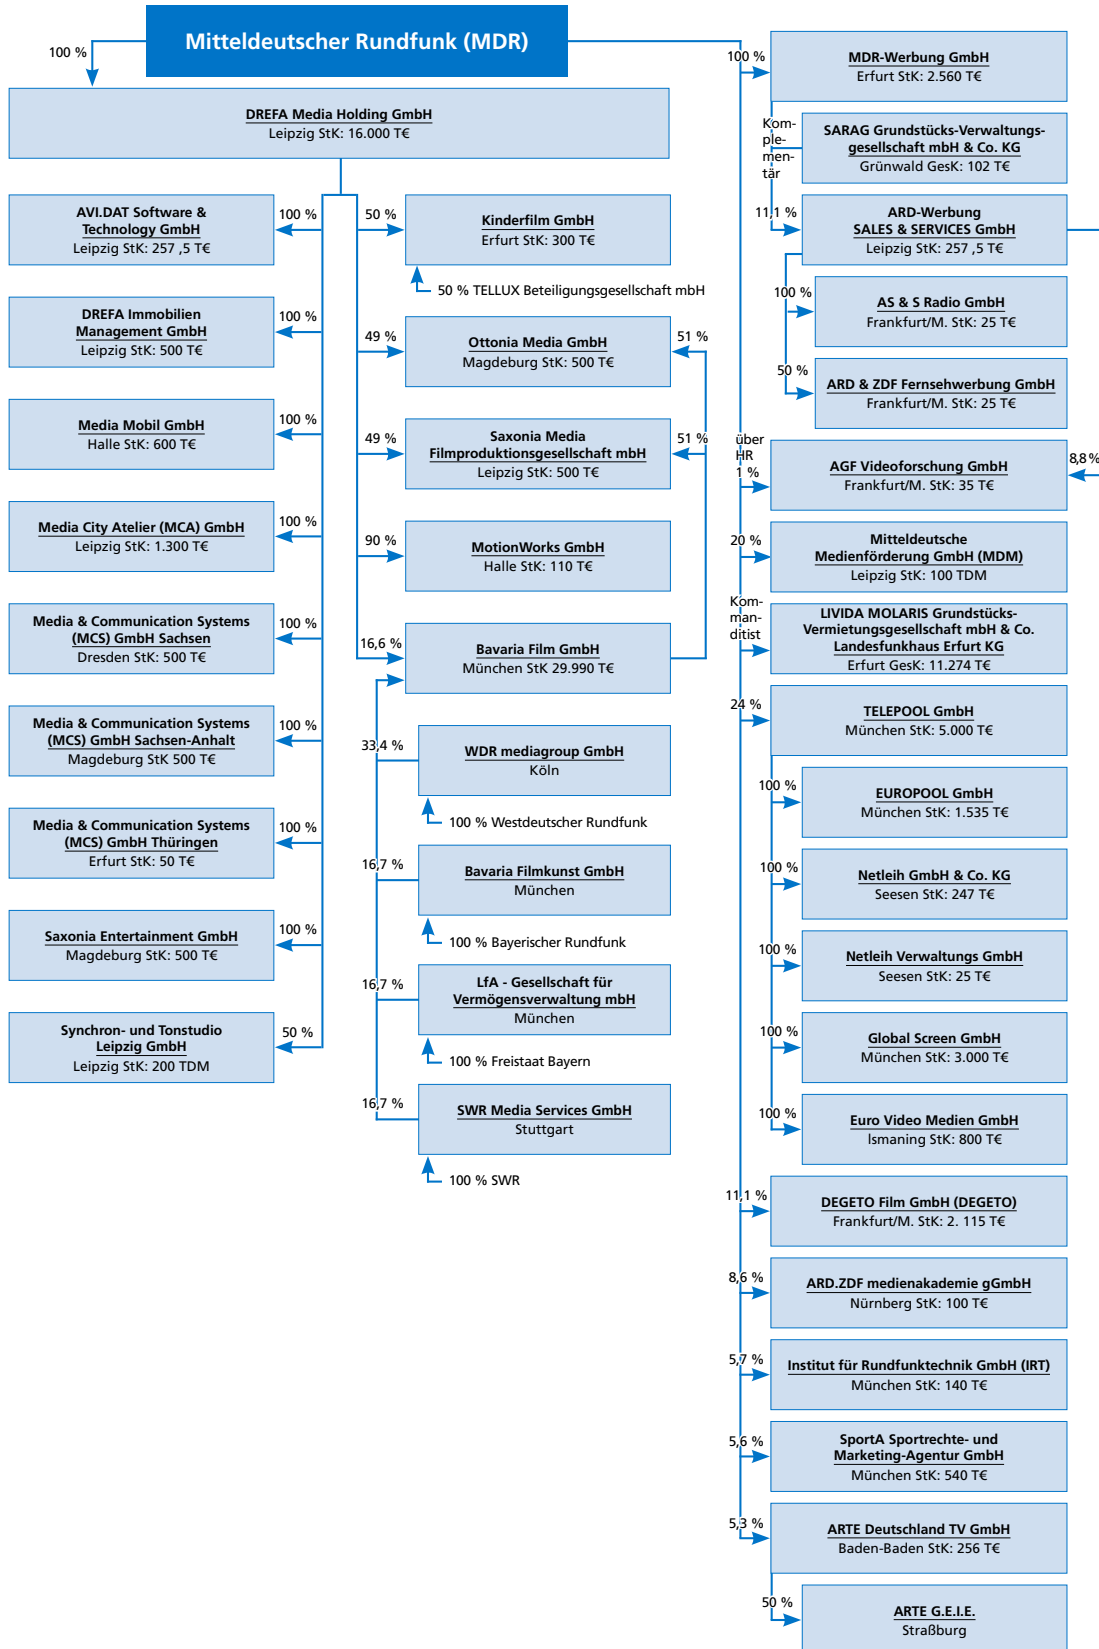 Mitteldeutscher Rundfunk (MDR)
100 %
DREFA Media Holding GmbH
Leipzig StK: 16.000 T€
AVI.DAT Software &
Technology GmbH
Leipzig StK: 257 ,5 T€
100 %
DREFA Immobilien
Management GmbH
Leipzig StK: 500 T€
100 %
Media Mobil GmbH
Halle StK: 600 T€
100 %
Media City Atelier (MCA) GmbH
Leipzig StK: 1.300 T€
100 %
Media & Communication Systems
(MCS) GmbH Sachsen
Dresden StK: 500 T€
100 %
Media & Communication Systems
(MCS) GmbH Sachsen-Anhalt
Magdeburg StK 500 T€
100 %
Media & Communication Systems
(MCS) GmbH Thüringen
Erfurt StK: 50 T€
100 %
Saxonia Entertainment GmbH
Magdeburg StK: 500 T€
100 %
Synchron- und Tonstudio
Leipzig GmbH
Leipzig StK: 200 TDM
50 %
50 %
Kinderfilm GmbH
Erfurt StK: 300 T€
50 % TELLUX Beteiligungsgesellschaft mbH
49 %
Ottonia Media GmbH
Magdeburg StK: 500 T€
51 %
49 %
Saxonia Media
Filmproduktionsgesellschaft mbH
Leipzig StK: 500 T€
51 %
90 %
MotionWorks GmbH
Halle StK: 110 T€
16,6 %
Bavaria Film GmbH
München StK 29.990 T€
33,4 %
WDR mediagroup GmbH
Köln
100 % Westdeutscher Rundfunk
16,7 %
Bavaria Filmkunst GmbH
München
100 % Bayerischer Rundfunk
16,7 %
LfA - Gesellschaft für
Vermögensverwaltung mbH
München
100 % Freistaat Bayern
16,7 %
SWR Media Services GmbH
Stuttgart
100 % SWR
100 %
MDR-Werbung GmbH
Erfurt StK: 2.560 T€
Kom-
ple-
men-
tär
SARAG Grundstücks-Verwaltungs-
gesellschaft mbH & Co. KG
Grünwald GesK: 102 T€
11,1 %
ARD-Werbung
SALES & SERVICES GmbH
Leipzig StK: 257 ,5 T€
100 %
AS & S Radio GmbH
Frankfurt/M. StK: 25 T€
50 %
ARD & ZDF Fernsehwerbung GmbH
Frankfurt/M. StK: 25 T€
über
HR
1 %
AGF Videoforschung GmbH
Frankfurt/M. StK: 35 T€
8,8%
20 %
Mitteldeutsche
Medienförderung GmbH (MDM)
Leipzig StK: 100 TDM
Kom-
man-
ditist
LIVIDA MOLARIS Grundstücks-
Vermietungsgesellschaft mbH & Co.
Landesfunkhaus Erfurt KG
Erfurt GesK: 11.274 T€
24 %
TELEPOOL GmbH
München StK: 5.000 T€
100 %
EUROPOOL GmbH
München StK: 1.535 T€
100 %
Netleih GmbH & Co. KG
Seesen StK: 247 T€
100 %
Netleih Verwaltungs GmbH
Seesen StK: 25 T€
100 %
Global Screen GmbH
München StK: 3.000 T€
100 %
Euro Video Medien GmbH
Ismaning StK: 800 T€
11,1 %
DEGETO Film GmbH (DEGETO)
Frankfurt/M. StK: 2. 115 T€
8,6 %
ARD.ZDF medienakademie gGmbH
Nürnberg StK: 100 T€
5,7 %
Institut für Rundfunktechnik GmbH (IRT)
München StK: 140 T€
5,6 %
SportA Sportrechte- und
Marketing-Agentur GmbH
München StK: 540 T€
5,3 %
ARTE Deutschland TV GmbH
Baden-Baden StK: 256 T€
50 %
ARTE G.E.I.E.
Straßburg